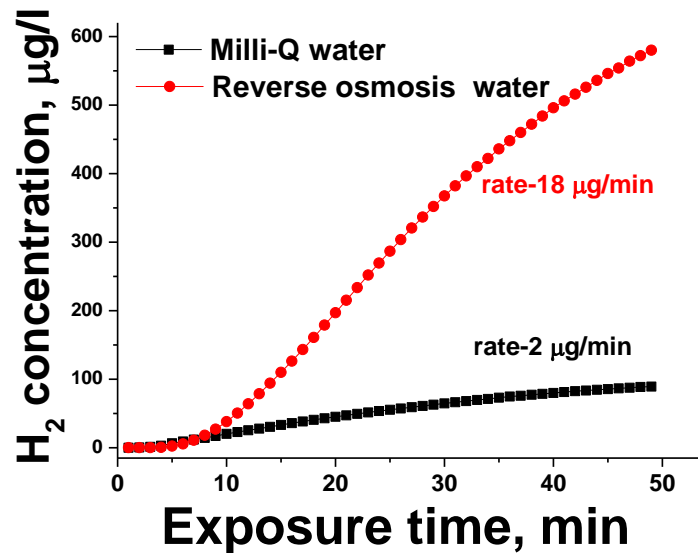 Milli-Q water
Reverse osmosis water
rate-18 μg/min
rate-2 μg/min
H2 concentration, μg/l
600
500
400
300
200
100
0
0 10 20 30 40 50
Exposure time, min